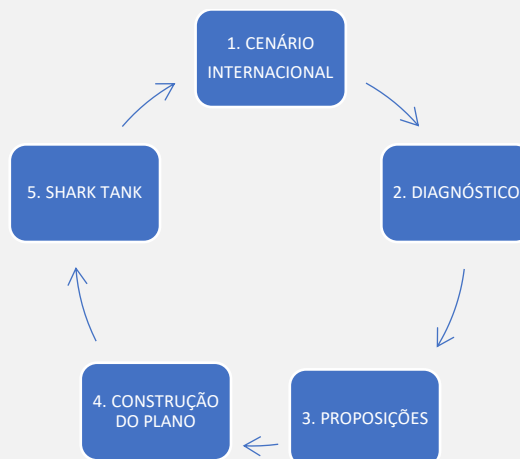 1. CENÁRIO
INTERNACIONAL
2. DIAGNÓSTICO
3. PROPOSIÇÕES
4. CONSTRUÇÃO
DO PLANO
5. SHARK TANK